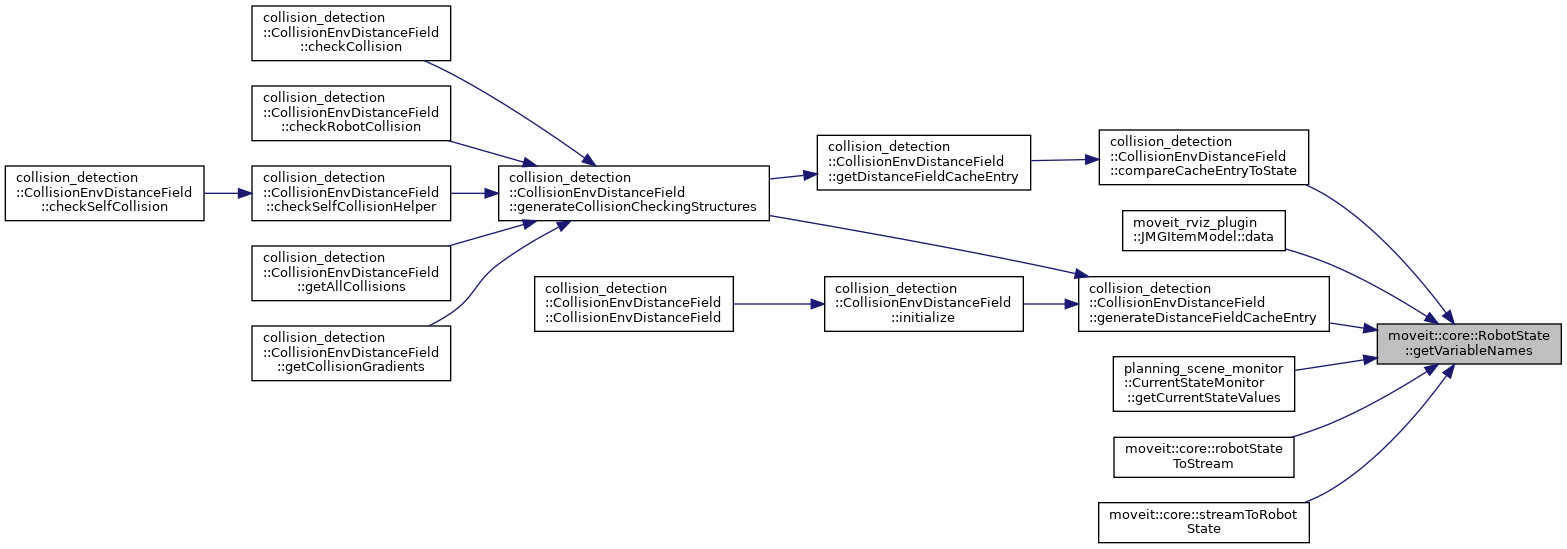 collision_detection
::CollisionEnvDistanceField
::checkCollision
collision_detection
::CollisionEnvDistanceField
::checkRobotCollision
collision_detection
::CollisionEnvDistanceField
::checkSelfCollision
collision_detection
::CollisionEnvDistanceField
::checkSelfCollisionHelper
collision_detection
::CollisionEnvDistanceField
::getAllCollisions
collision_detection
::CollisionEnvDistanceField
::getCollisionGradients
collision_detection
::CollisionEnvDistanceField
::generateCollisionCheckingStructures
collision_detection
::CollisionEnvDistanceField
::CollisionEnvDistanceField
collision_detection
::CollisionEnvDistanceField
::getDistanceFieldCacheEntry
collision_detection
::CollisionEnvDistanceField
::initialize
collision_detection
::CollisionEnvDistanceField
::compareCacheEntryToState
moveit_rviz_plugin
::JMGItemModel::data
collision_detection
::CollisionEnvDistanceField
::generateDistanceFieldCacheEntry
planning_scene_monitor
::CurrentStateMonitor
::getCurrentStateValues
moveit::core::robotState
ToStream
moveit::core::streamToRobot
State
moveit::core::RobotState
::getVariableNames